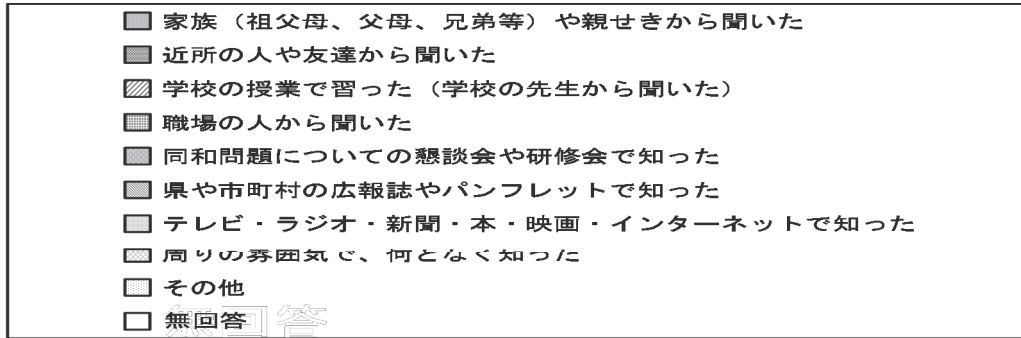 家族（祖父母、父母、兄弟等）や親せきから聞いた
近所の人や友達から聞いた
学校の授業で習った（学校の先生から聞いた）
職場の人から聞いた
同和問題についての懇談会や研修会で知った
県や市町村の広報誌やパンフレットで知った
テレビ・ラジオ・新聞・本・映画・インターネットで知った
周りの雰囲気で、何となく知った
その他
無回答